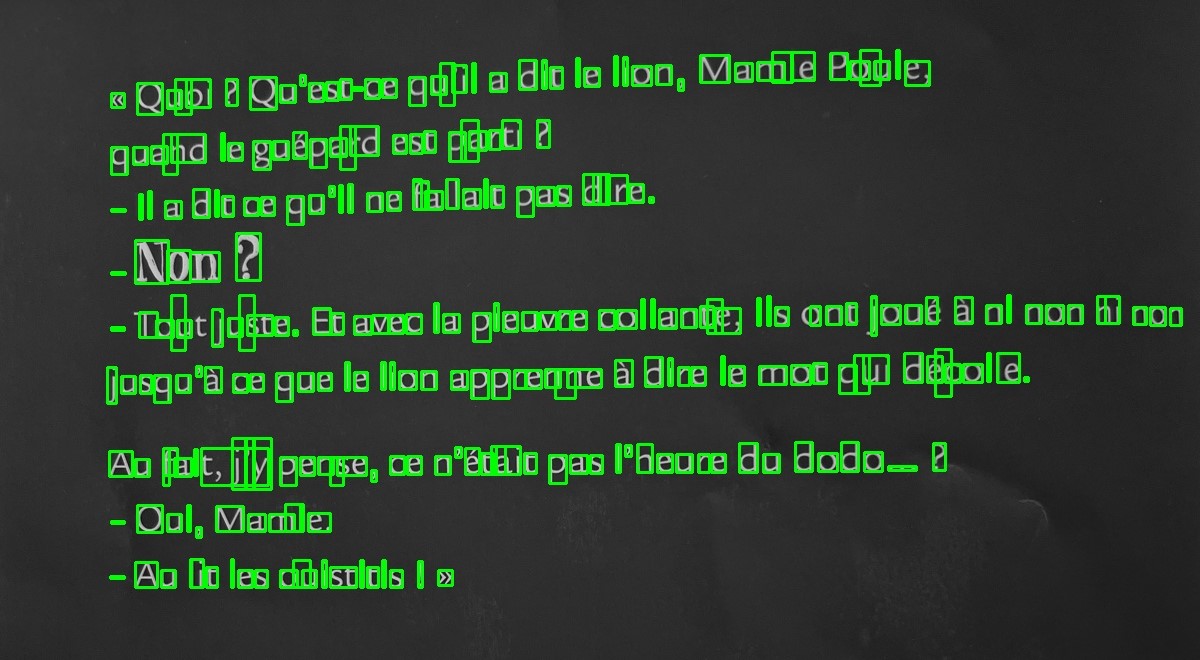 « Quoi ? Qu'est-ce qu'il a dit le lion, Mamie Poule,
quand le guépard est parti ?
– Il a dit ce qu'il ne fallait pas dire.
– Non ?
– Tout juste. Et avec la pieuvre collante, ils ont joué à ni non ni non
jusqu'à ce que le lion apprenne à dire le mot qui décolle.
Au fait, j'y pense, ce n'était pas l'heure du dodo... ?
– Oui, Mamie.
– Au lit les ouistitis ! »